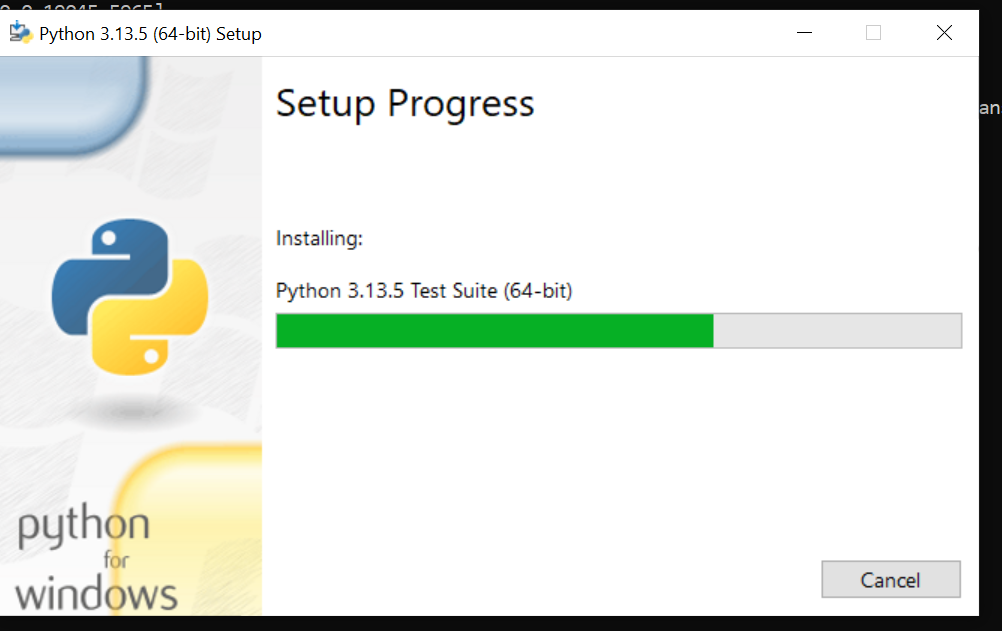 Python 3.13.5 (64-bit) Setup
an
Setup Progress
Installing:
Python 3.13.5 Test Suite (64-bit)
python
for
windows
Cancel